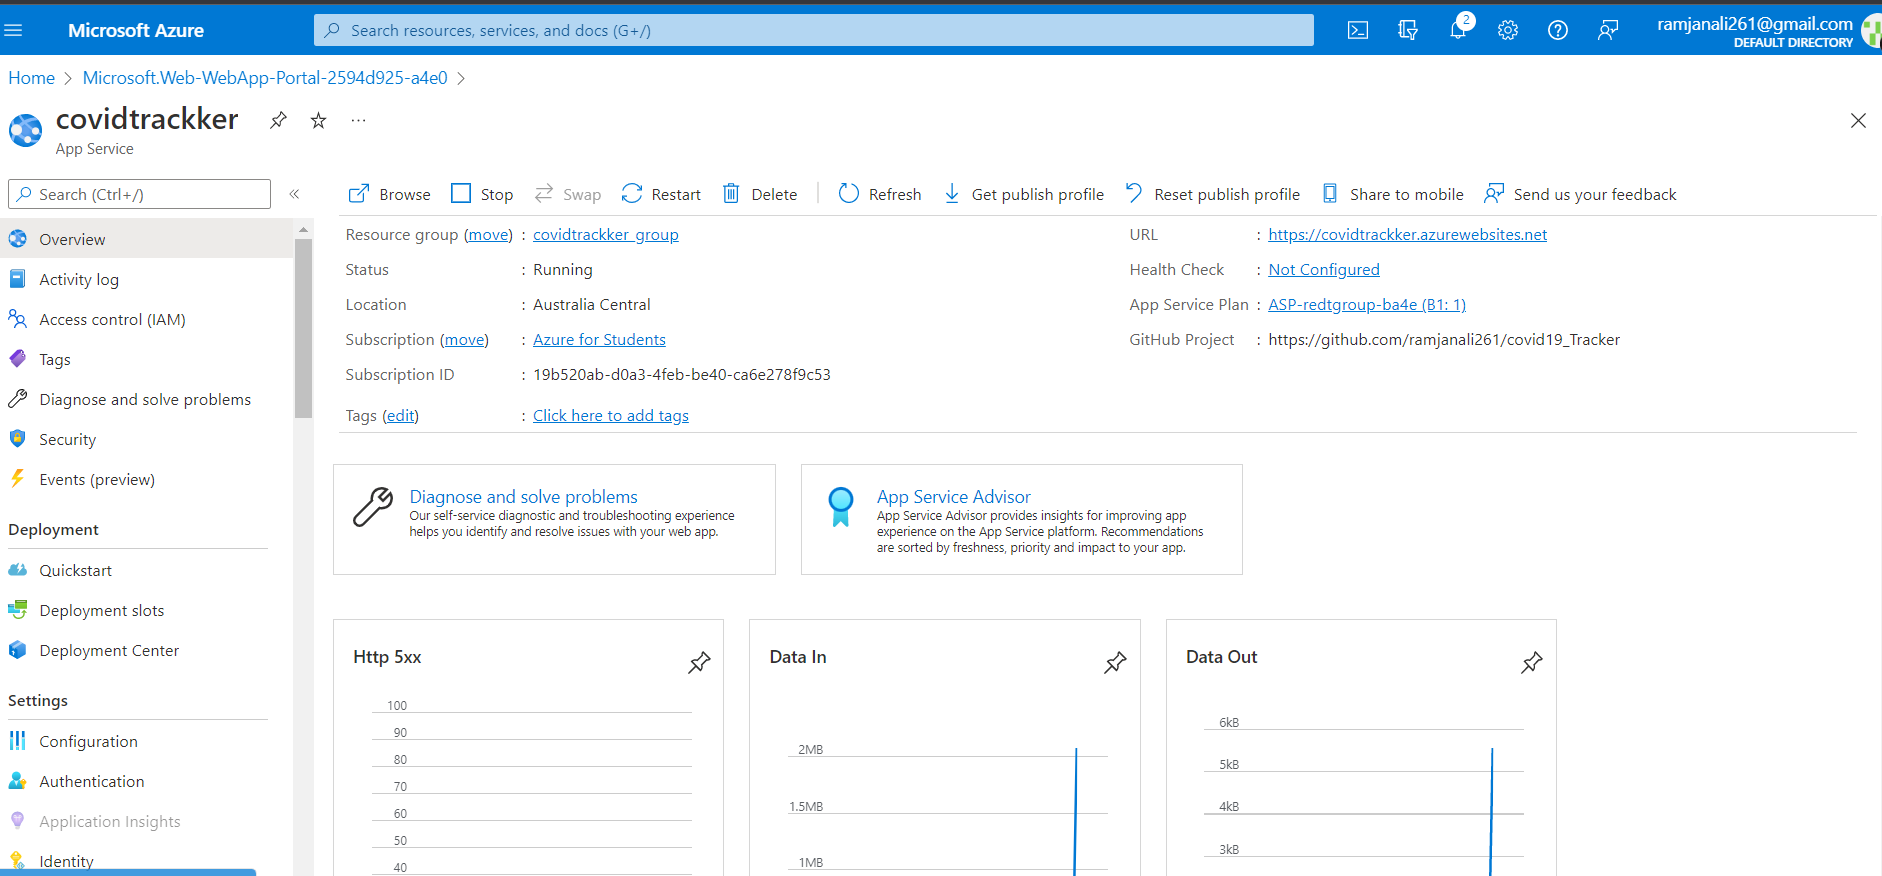 Microsoft Azure
Search resources, services, and docs (G+/)
2
ramjanali261@gmail.com
DEFAULT DIRECTORY
Home > Microsoft.Web-WebApp-Portal-2594d925-a4e0 >
covidtrackker
App Service
Search (Ctrl+/)
Overview
Activity log
Access control (IAM)
Tags
Diagnose and solve problems
Security
Events (preview)
Deployment
Quickstart
Deployment slots
Deployment Center
Settings
Configuration
Authentication
Application Insights
Identity
Browse Stop Swap Restart Delete Refresh Get publish profile Reset publish profile Share to mobile Send us your feedback
Resource group (move) : covidtrackker_group
Status : Running
Location : Australia Central
Subscription (move) : Azure for Students
Subscription ID : 19b520ab-d0a3-4feb-be40-ca6e278f9c53
Tags (edit) : Click here to add tags
URL : https://covidtrackker.azurewebsites.net
Health Check : Not Configured
App Service Plan : ASP-redtgroup-ba4e (B1: 1)
GitHub Project : https://github.com/ramjanali261/covid19_Tracker
Diagnose and solve problems
Our self-service diagnostic and troubleshooting experience
helps you identify and resolve issues with your web app.
App Service Advisor
App Service Advisor provides insights for improving app
experience on the App Service platform. Recommendations
are sorted by freshness, priority and impact to your app.
Http 5xx
100
90
80
70
60
50
40
Data In
2MB
1.5MB
1MB
Data Out
6kB
5kB
4kB
3kB